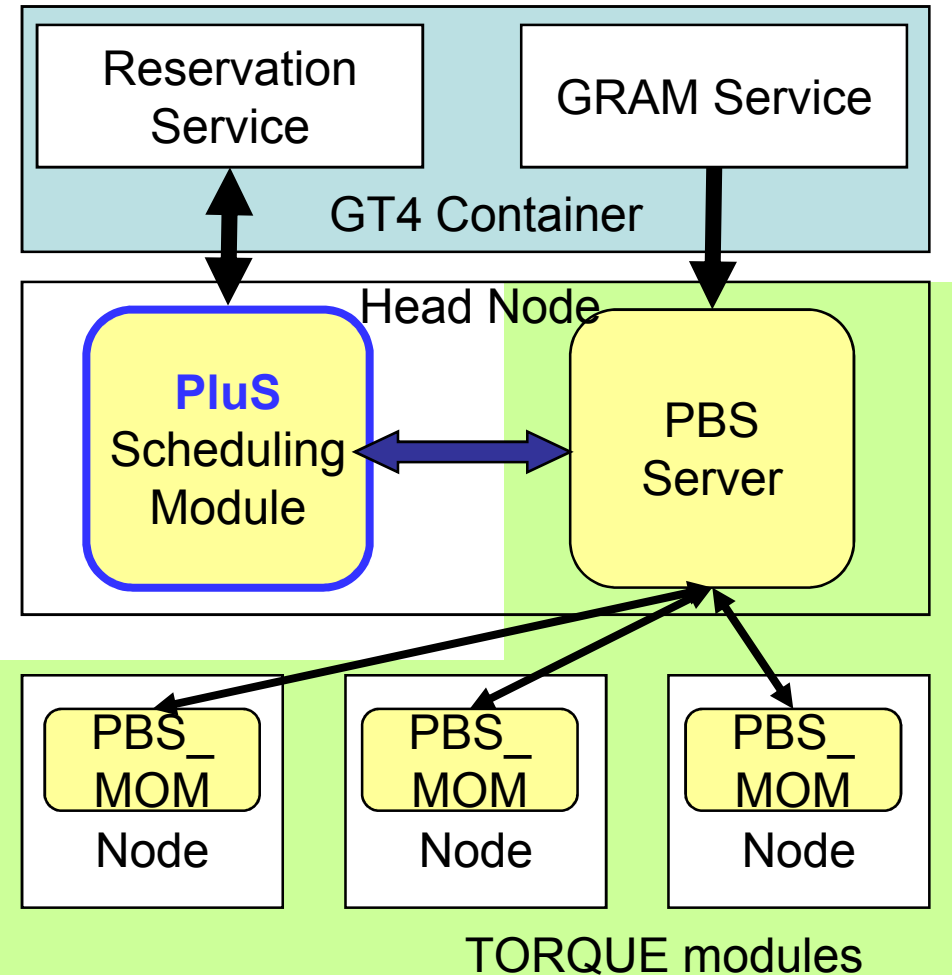 Reservation
Service
GRAM Service
GT4 Container
Head Node
PluS
Scheduling
Module
PBS
Server
PBS_
MOM
Node
PBS_
MOM
Node
PBS_
MOM
Node
TORQUE modules